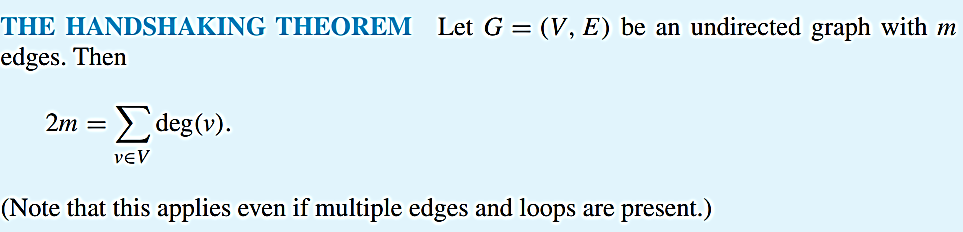 THE HANDSHAKING THEOREM Let G = (V, E) be an undirected graph with m
edges. Then
2m = ∑ deg(v).
v∈V
(Note that this applies even if multiple edges and loops are present.)